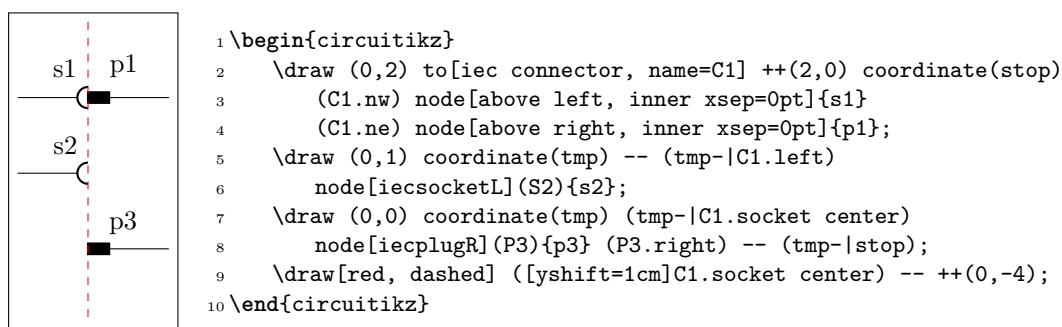 s1 p1
s2
p3
1 \begin{circuitikz}
2 \draw (0,2) to[iec connector, name=C1] ++(2,0) coordinate(stop)
3 (C1.nw) node[above left, inner xsep=0pt]{s1}
4 (C1.ne) node[above right, inner xsep=0pt]{p1};
5 \draw (0,1) coordinate(tmp) -- (tmp-|C1.left)
6 node[iecsocketL](S2){s2};
7 \draw (0,0) coordinate(tmp) (tmp-|C1.socket center)
8 node[iecplugR](P3){p3} (P3.right) -- (tmp-|stop);
9 \draw[red, dashed] ([yshift=1cm]C1.socket center) -- ++(0,-4);
10 \end{circuitikz}